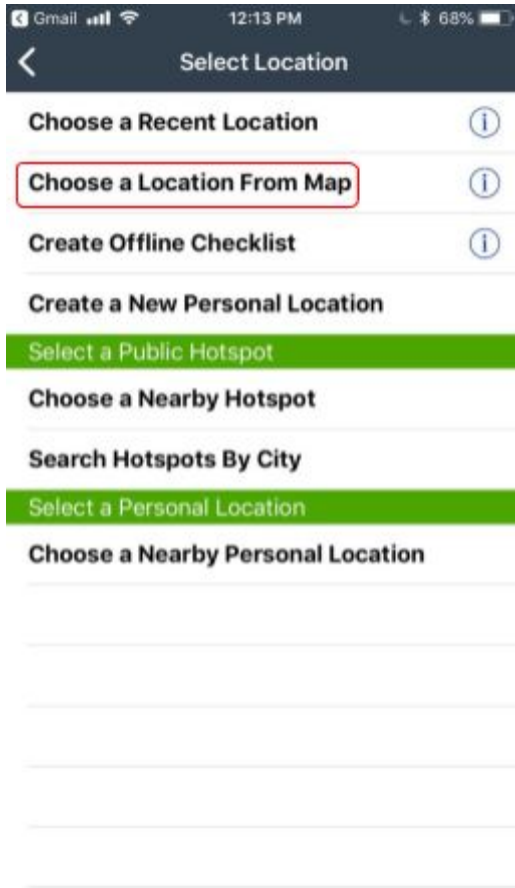 Gmail 12:13 PM 68%
Select Location
Choose a Recent Location
Choose a Location From Map
Create Offline Checklist
Create a New Personal Location
Select a Public Hotspot
Choose a Nearby Hotspot
Search Hotspots By City
Select a Personal Location
Choose a Nearby Personal Location